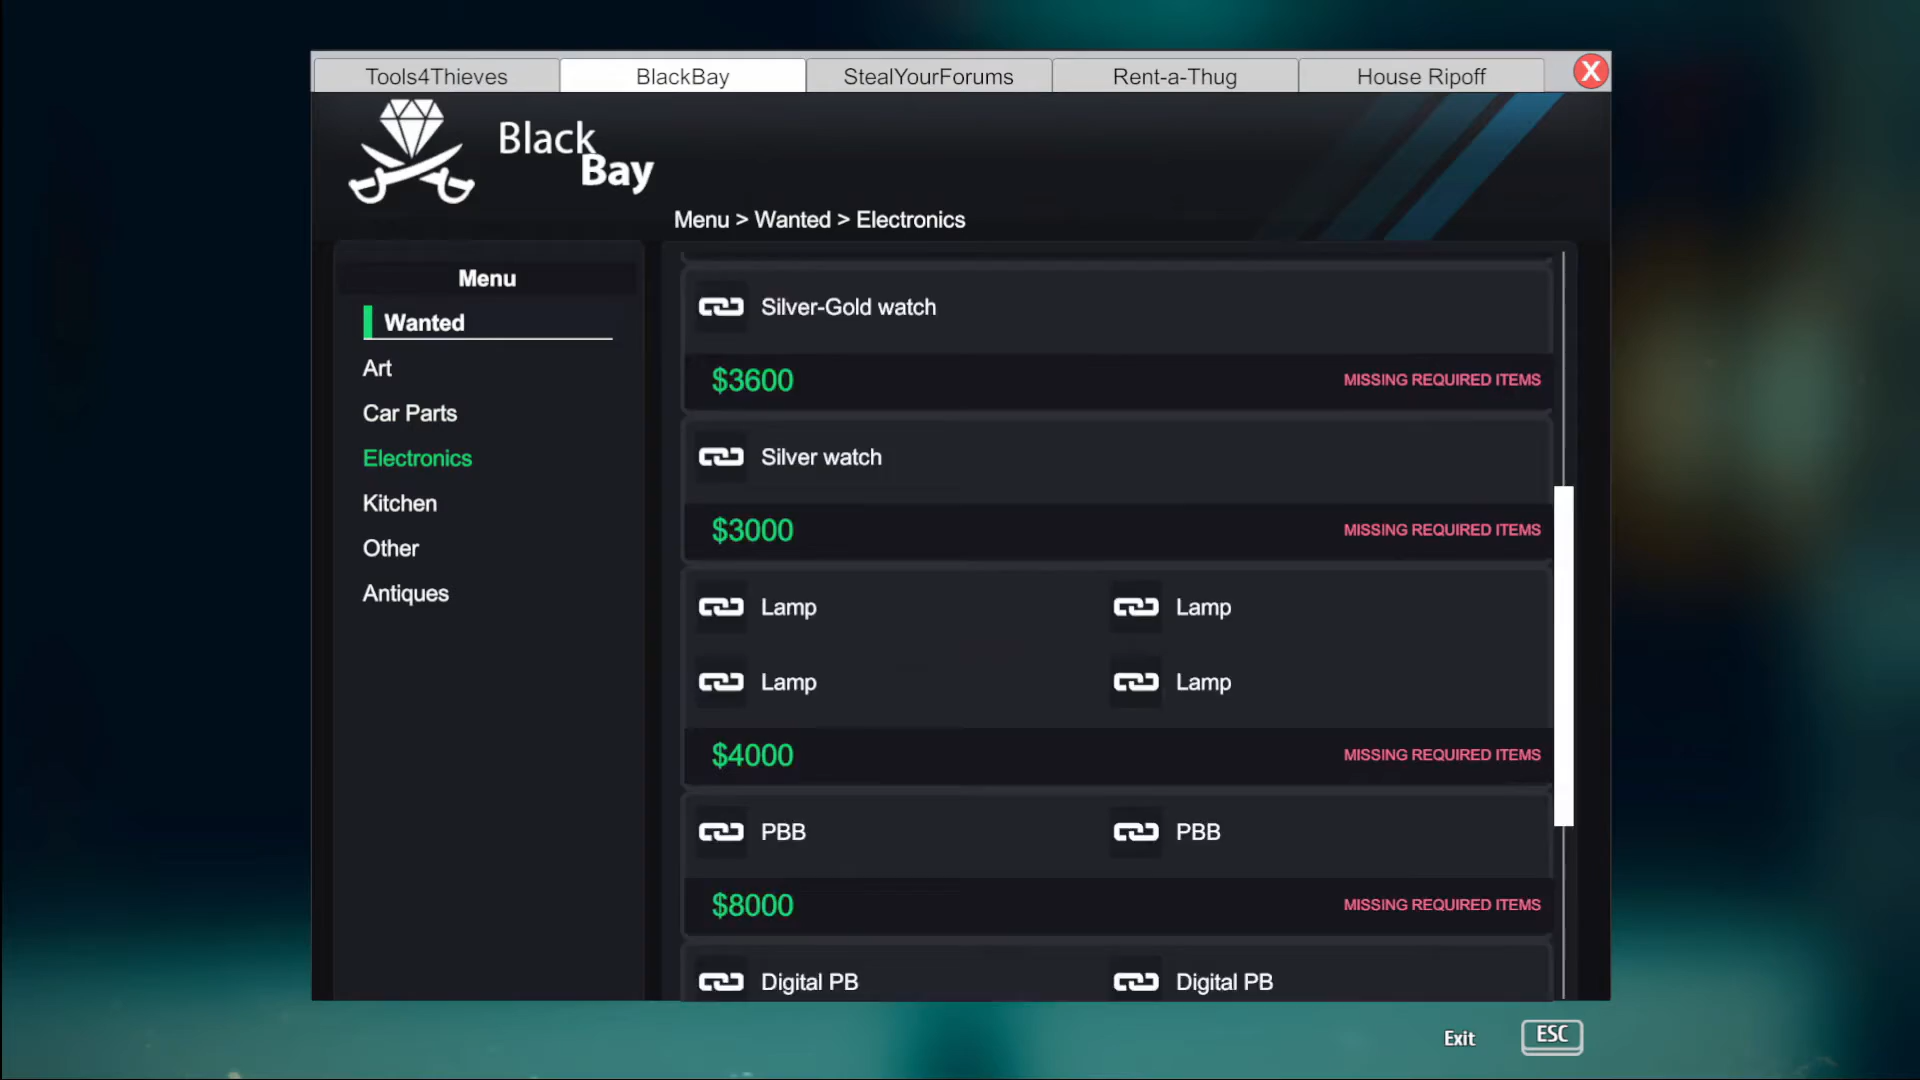 Tools4Thieves BlackBay StealYourForums Rent-a-Thug House Ripoff X
Black
Bay
Menu > Wanted > Electronics
Menu
Wanted
Art
Car Parts
Electronics
Kitchen
Other
Antiques
Silver-Gold watch
$3600 MISSING REQUIRED ITEMS
Silver watch
$3000 MISSING REQUIRED ITEMS
Lamp Lamp
Lamp Lamp
$4000 MISSING REQUIRED ITEMS
PBB PBB
$8000 MISSING REQUIRED ITEMS
Digital PB Digital PB
Exit ESC